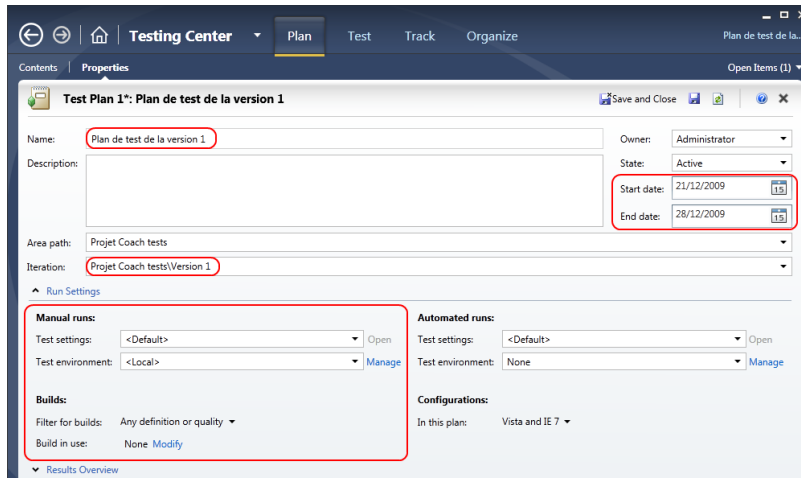 Testing Center Plan Test Track Organize Plan de test de la..
Contents Properties Open Items (1)
Test Plan 1*: Plan de test de la version 1 Save and Close
Name: Plan de test de la version 1 Owner: Administrator
Description: State: Active
Start date: 21/12/2009 15
End date: 28/12/2009 15
Area path: Projet Coach tests
Iteration: Projet Coach tests\Version 1
Run Settings
Manual runs: Automated runs:
Test settings: <Default> Open Test settings: <Default> Open
Test environment: <Local> Manage Test environment: None Manage
Builds: Configurations:
Filter for builds: Any definition or quality In this plan: Vista and IE 7
Build in use: None Modify
Results Overview